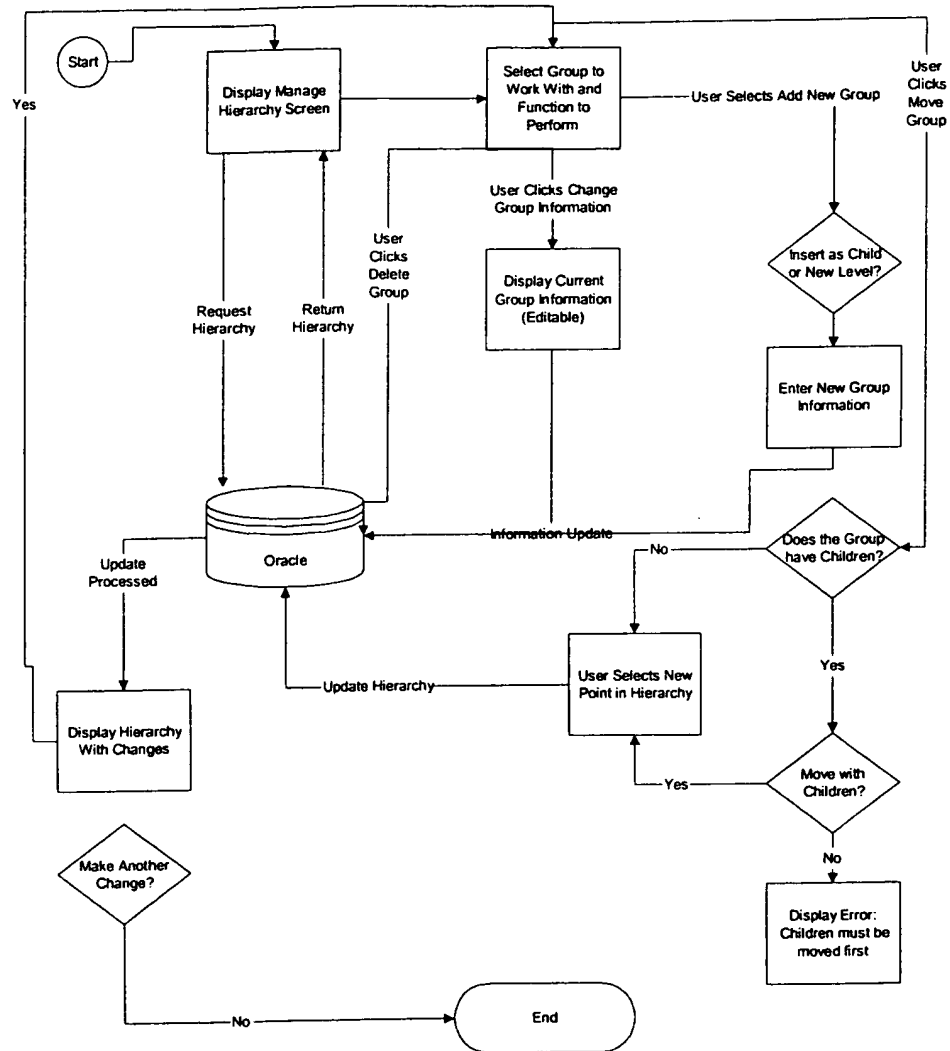 Start
Yes
Display Manage
Hierarchy Screen
Select Group to
Work With and
Function to
Perform
User Selects Add New Group
User
Clicks
Move
Group
User Clicks Change
Group Information
User
Clicks
Delete
Group
Insert as Child
or New Level?
Display Current
Group Information
(Editable)
Request
Hierarchy
Return
Hierarchy
Enter New Group
Information
Information Update
Oracle
No
Does the Group
have Children?
Update
Processed
Yes
Update Hierarchy
User Selects New
Point in Hierarchy
Display Hierarchy
With Changes
Yes
Move with
Children?
No
Make Another
Change?
Display Error:
Children must be
moved first
No
End